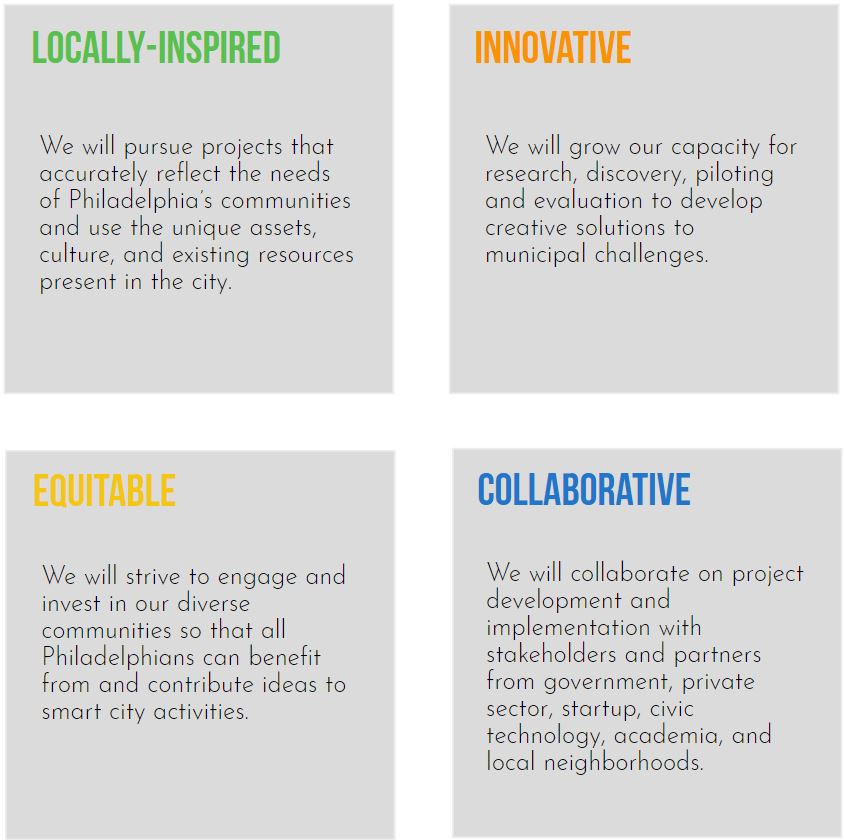 LOCALLY-INSPIRED
We will pursue projects that
accurately reflect the needs
of Philadelphia's communities
and use the unique assets,
culture, and existing resources
present in the city.
INNOVATIVE
We will grow our capacity for
research, discovery, piloting
and evaluation to develop
creative solutions to
municipal challenges.
EQUITABLE
We will strive to engage and
invest in our diverse
communities so that all
Philadelphians can benefit
from and contribute ideas to
smart city activities.
COLLABORATIVE
We will collaborate on project
development and
implementation with
stakeholders and partners
from government, private
sector, startup, civic
technology, academia, and
local neighborhoods.